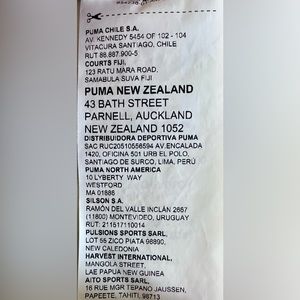 PUMA CHILE S.A.
AV. KENNEDY 5454 OF 102 - 104
VITACURA SANTIAGO, CHILE
RUT 86.887.900-5
COURTS FIJI,
123 RATU MARA ROAD,
SAMABULA SUVA FIJI
PUMA NEW ZEALAND
43 BATH STREET
PARNELL, AUCKLAND
NEW ZEALAND 1052
DISTRIBUIDORA DEPORTIVA PUMA
SAC RUC20510556594 AV.ENCALADA
1420, OFICINA 501 URB EL POLO,
SANTIAGO DE SURCO, LIMA, PERÚ
PUMA NORTH AMERICA
10 LYBERTY WAY
WESTFORD
MA 01886
SILSON S.A.
RAMÓN DEL VALLE INCLÁN 2657
(11800) MONTEVIDEO, URUGUAY
RUT: 211517110014
PULSIONS SPORTS SARL,
LOT 55 ZICO PIATA 98890,
NEW CALEDONIA
HARVEST INTERNATIONAL,
MANGOLA STREET,
LAE PAPUA NEW GUINEA
AITO SPORTS SARL,
16 RUE MGR TEPANO JAUSSEN,
PAPEETE, TAHITI, 98713